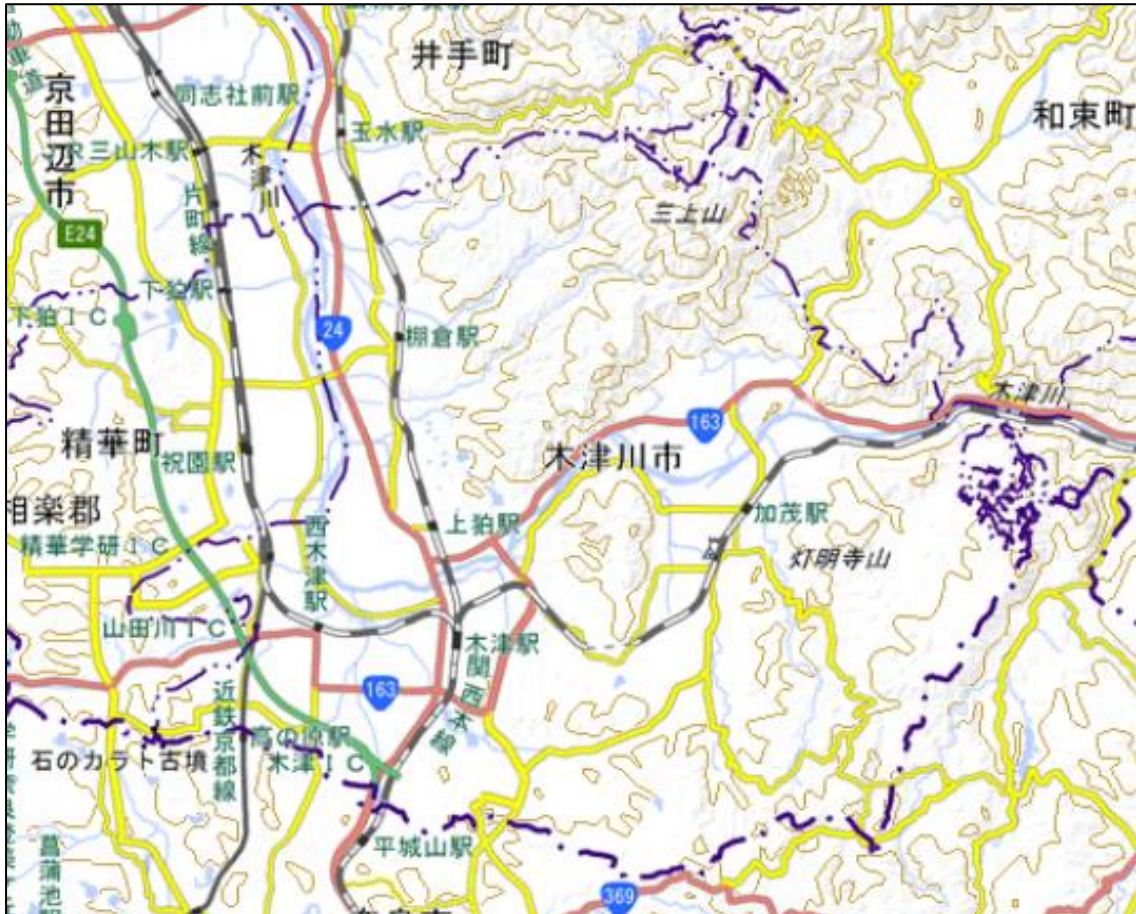 井手町
同志社前駅
京田辺市
玉水駅
和束町
JR三山木駅
木津川
片町線
三上山
E24
下狛駅
下狛IC
24
棚倉駅
木津川
163
精華町
祝園駅
木津川市
相楽郡
上狛駅
加茂駅
精華学研IC
西木津駅
灯明寺山
山田川IC
木津駅
関西本線
163
近鉄京都線
高の原駅
石のカラト古墳
木津IC
平城山駅
菖蒲池駅
369